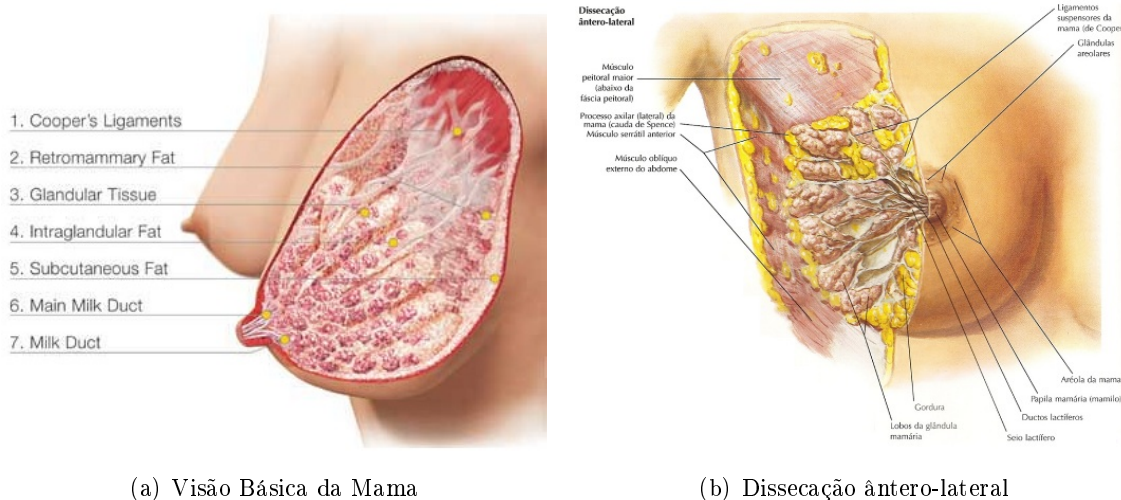 1. Cooper's Ligaments
2. Retromammary Fat
3. Glandular Tissue
4. Intraglandular Fat
5. Subcutaneous Fat
6. Main Milk Duct
7. Milk Duct
(a) Visão Básica da Mama
Dissecação
ântero-lateral
Músculo
peitoral maior
(abaixo da
fáscia peitoral)
Processo axilar (lateral) da
mama (cauda de Spence)
Músculo serrátil anterior
Músculo oblíquo
externo do abdome
Ligamentos
suspensores da
mama (de Cooper
Glândulas
areolares
Aréola da mama
Papila mamária (mamilo)
Ductos lactíferos
Seio lactífero
Gordura
Lobos da glândula
mamária
(b) Dissecação ântero-lateral